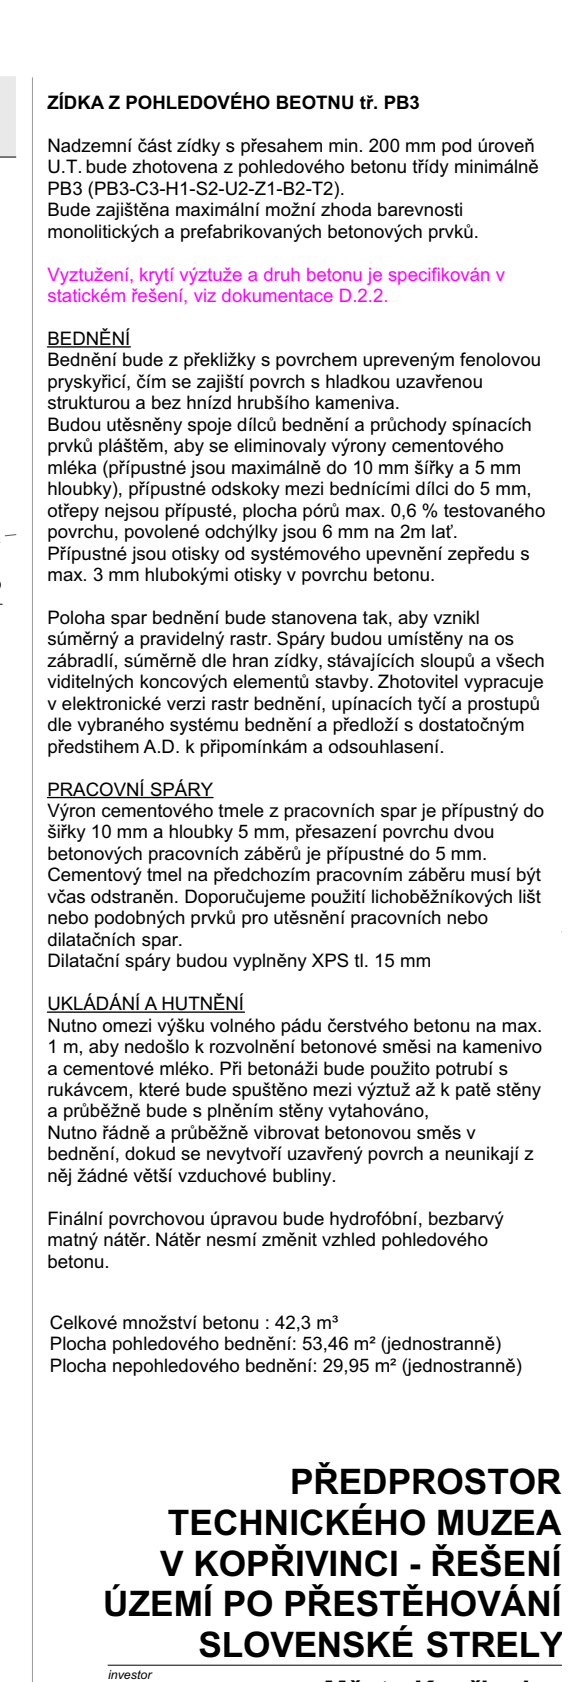 ZÍDKA Z POHLEDOVÉHO BEOTNU tř. PB3
Nadzemní část zídky s přesahem min. 200 mm pod úroveň
U.T. bude zhotovena z pohledového betonu třídy minimálně
PB3 (PB3-C3-H1-S2-U2-Z1-B2-T2).
Bude zajištěna maximální možní zhoda barevnosti
monolitických a prefabrikovaných betonových prvků.
Vyztužení, krytí výztuže a druh betonu je specifikován v
statickém řešení, viz dokumentace D.2.2.
BEDNĚNÍ
Bednění bude z překližky s povrchem upreveným fenolovou
pryskyřicí, čím se zajiští povrch s hladkou uzavřenou
strukturou a bez hnízd hrubšího kameniva.
Budou utěsněny spoje dílců bednění a průchody spínacích
prvků pláštěm, aby se eliminovaly výrony cementového
mléka (přípustné jsou maximálně do 10 mm šířky a 5 mm
hloubky), přípustné odskoky mezi bednícími dílci do 5 mm,
otřepy nejsou přípusté, plocha pórů max. 0,6 % testovaného
povrchu, povolené odchýlky jsou 6 mm na 2m lať.
Přípustné jsou otisky od systémového upevnění zepředu s
max. 3 mm hlubokými otisky v povrchu betonu.
Poloha spar bednění bude stanovena tak, aby vznikl
súměrný a pravidelný rastr. Spáry budou umístěny na os
zábradlí, súměrně dle hran zídky, stávajících sloupů a všech
viditelných koncových elementů stavby. Zhotovitel vypracuje
v elektronické verzi rastr bednění, upínacích tyčí a prostupů
dle vybraného systému bednění a předloží s dostatočným
předstihem A.D. k připomínkám a odsouhlasení.
PRACOVNÍ SPÁRY
Výron cementového tmele z pracovních spar je přípustný do
šiřky 10 mm a hloubky 5 mm, přesazení povrchu dvou
betonových pracovních záběrů je přípustné do 5 mm.
Cementový tmel na předchozím pracovním záběru musí být
včas odstraněn. Doporučujeme použití lichoběžníkových lišt
nebo podobných prvků pro utěsnění pracovních nebo
dilatačních spar.
Dilatační spáry budou vyplněny XPS tl. 15 mm
UKLÁDÁNÍ A HUTNĚNÍ
Nutno omezi výšku volného pádu čerstvého betonu na max.
1 m, aby nedošlo k rozvolnění betonové směsi na kamenivo
a cementové mléko. Při betonáži bude použito potrubí s
rukávcem, které bude spuštěno mezi výztuž až k patě stěny
a průběžně bude s plněním stěny vytahováno,
Nutno řádně a průběžně vibrovat betonovou směs v
bednění, dokud se nevytvoří uzavřený povrch a neunikají z
něj žádné větší vzduchové bubliny.
Finální povrchovou úpravou bude hydrofóbní, bezbarvý
matný nátěr. Nátěr nesmí změnit vzhled pohledového
betonu.
Celkové množství betonu : 42,3 m³
Plocha pohledového bednění: 53,46 m² (jednostranně)
Plocha nepohledového bednění: 29,95 m² (jednostranně)
PŘEDPROSTOR
TECHNICKÉHO MUZEA
V KOPŘIVINCI - ŘEŠENÍ
ÚZEMÍ PO PŘESTĚHOVÁNÍ
SLOVENSKÉ STRELY
investor